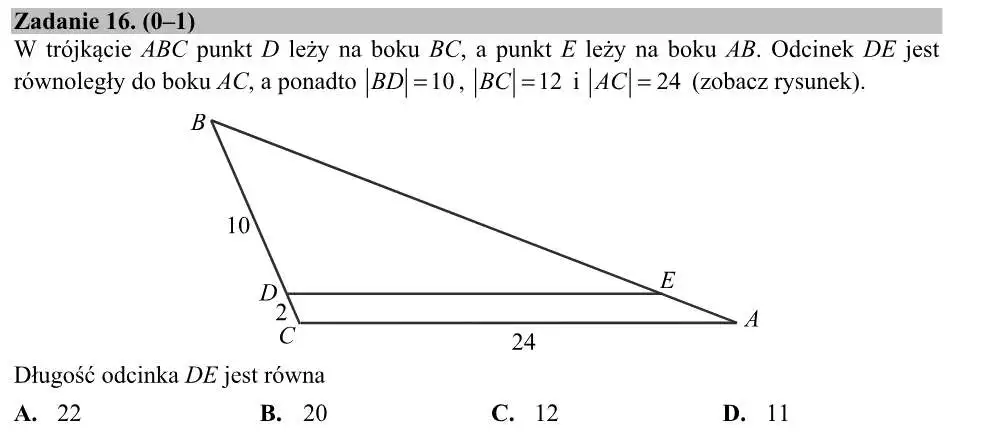 Zadanie 16. (0–1)
W trójkącie ABC punkt D leży na boku BC, a punkt E leży na boku AB. Odcinek DE jest
równoległy do boku AC, a ponadto |BD|=10, |BC|=12 i |AC|=24 (zobacz rysunek).
B
10
E
D
2
A
C
24
Długość odcinka DE jest równa
A. 22 B. 20 C. 12 D. 11